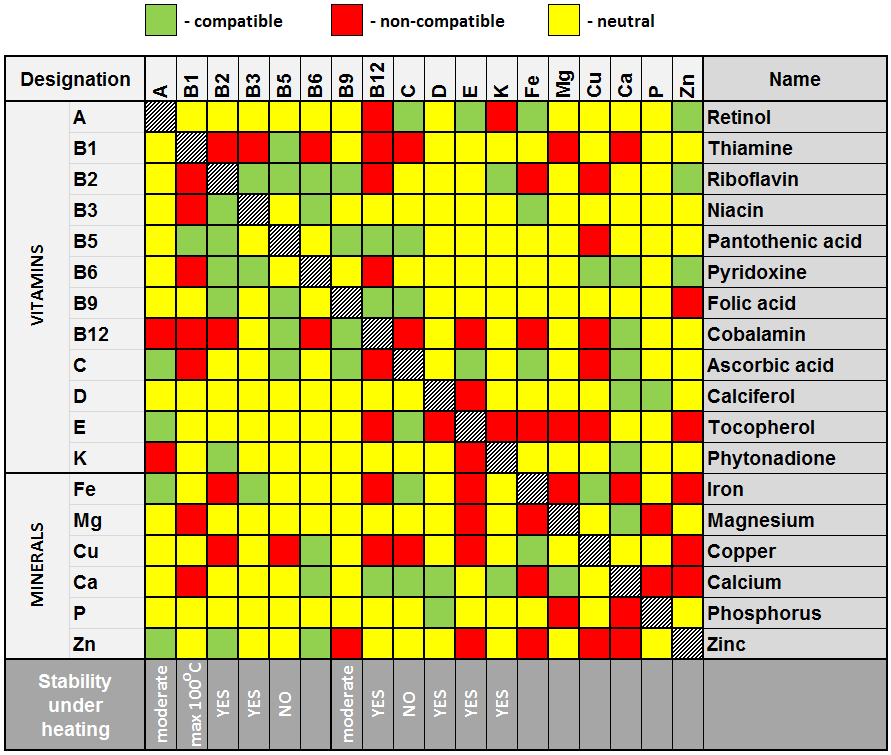 - compatible - non-compatible - neutral
Designation A B1 B2 B3 B5 B6 B9 B12 C D E K Fe Mg Cu Ca P Zn Name
VITAMINS
A Retinol
B1 Thiamine
B2 Riboflavin
B3 Niacin
B5 Pantothenic acid
B6 Pyridoxine
B9 Folic acid
B12 Cobalamin
C Ascorbic acid
D Calciferol
E Tocopherol
K Phytonadione
MINERALS
Fe Iron
Mg Magnesium
Cu Copper
Ca Calcium
P Phosphorus
Zn Zinc
Stability
under
heating
moderate
max 100°C
YES
YES
NO
moderate
YES
NO
YES
YES
YES